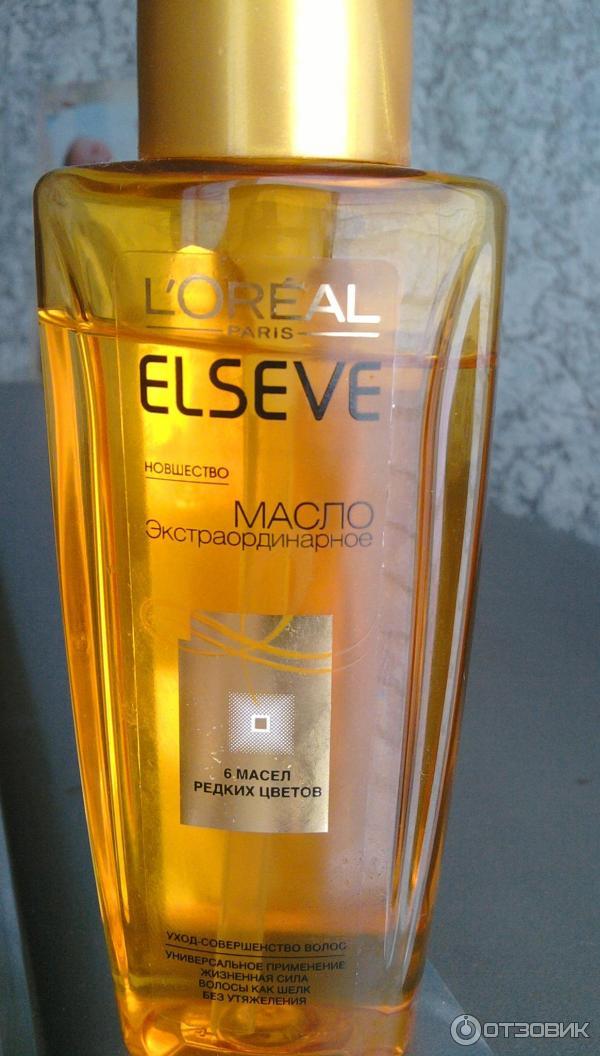 L'ORÉAL
PARIS
ELSEVE
НОВШЕСТВО
МАСЛО
Экстраординарное
6 МАСЕЛ
РЕДКИХ ЦВЕТОВ
УХОД-СОВЕРШЕНСТВО ВОЛОС
УНИВЕРСАЛЬНОЕ ПРИМЕНЕНИЕ
ЖИЗНЕННАЯ СИЛА
ВОЛОСЫ КАК ШЕЛК
БЕЗ УТЯЖЕЛЕНИЯ
ОТЗОВИК